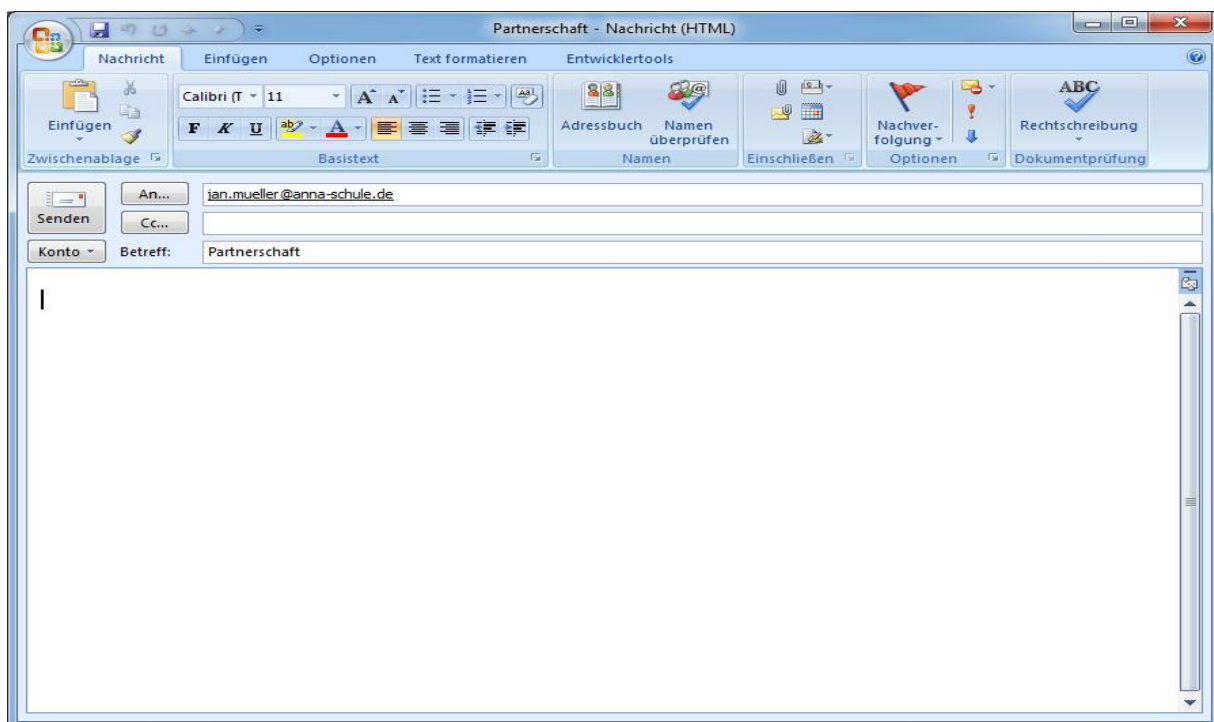 Partnerschaft - Nachricht (HTML)
Nachricht Einfügen Optionen Text formatieren Entwicklertools
Einfügen
Zwischenablage
Calibri (T 11
F K U ab A
Basistext
Adressbuch
Namen überprüfen
Namen
Einschließen
Nachver-
folgung
Optionen
ABC
Rechtschreibung
Dokumentprüfung
Senden
An... jan.mueller@anna-schule.de
Cc...
Konto Betreff: Partnerschaft